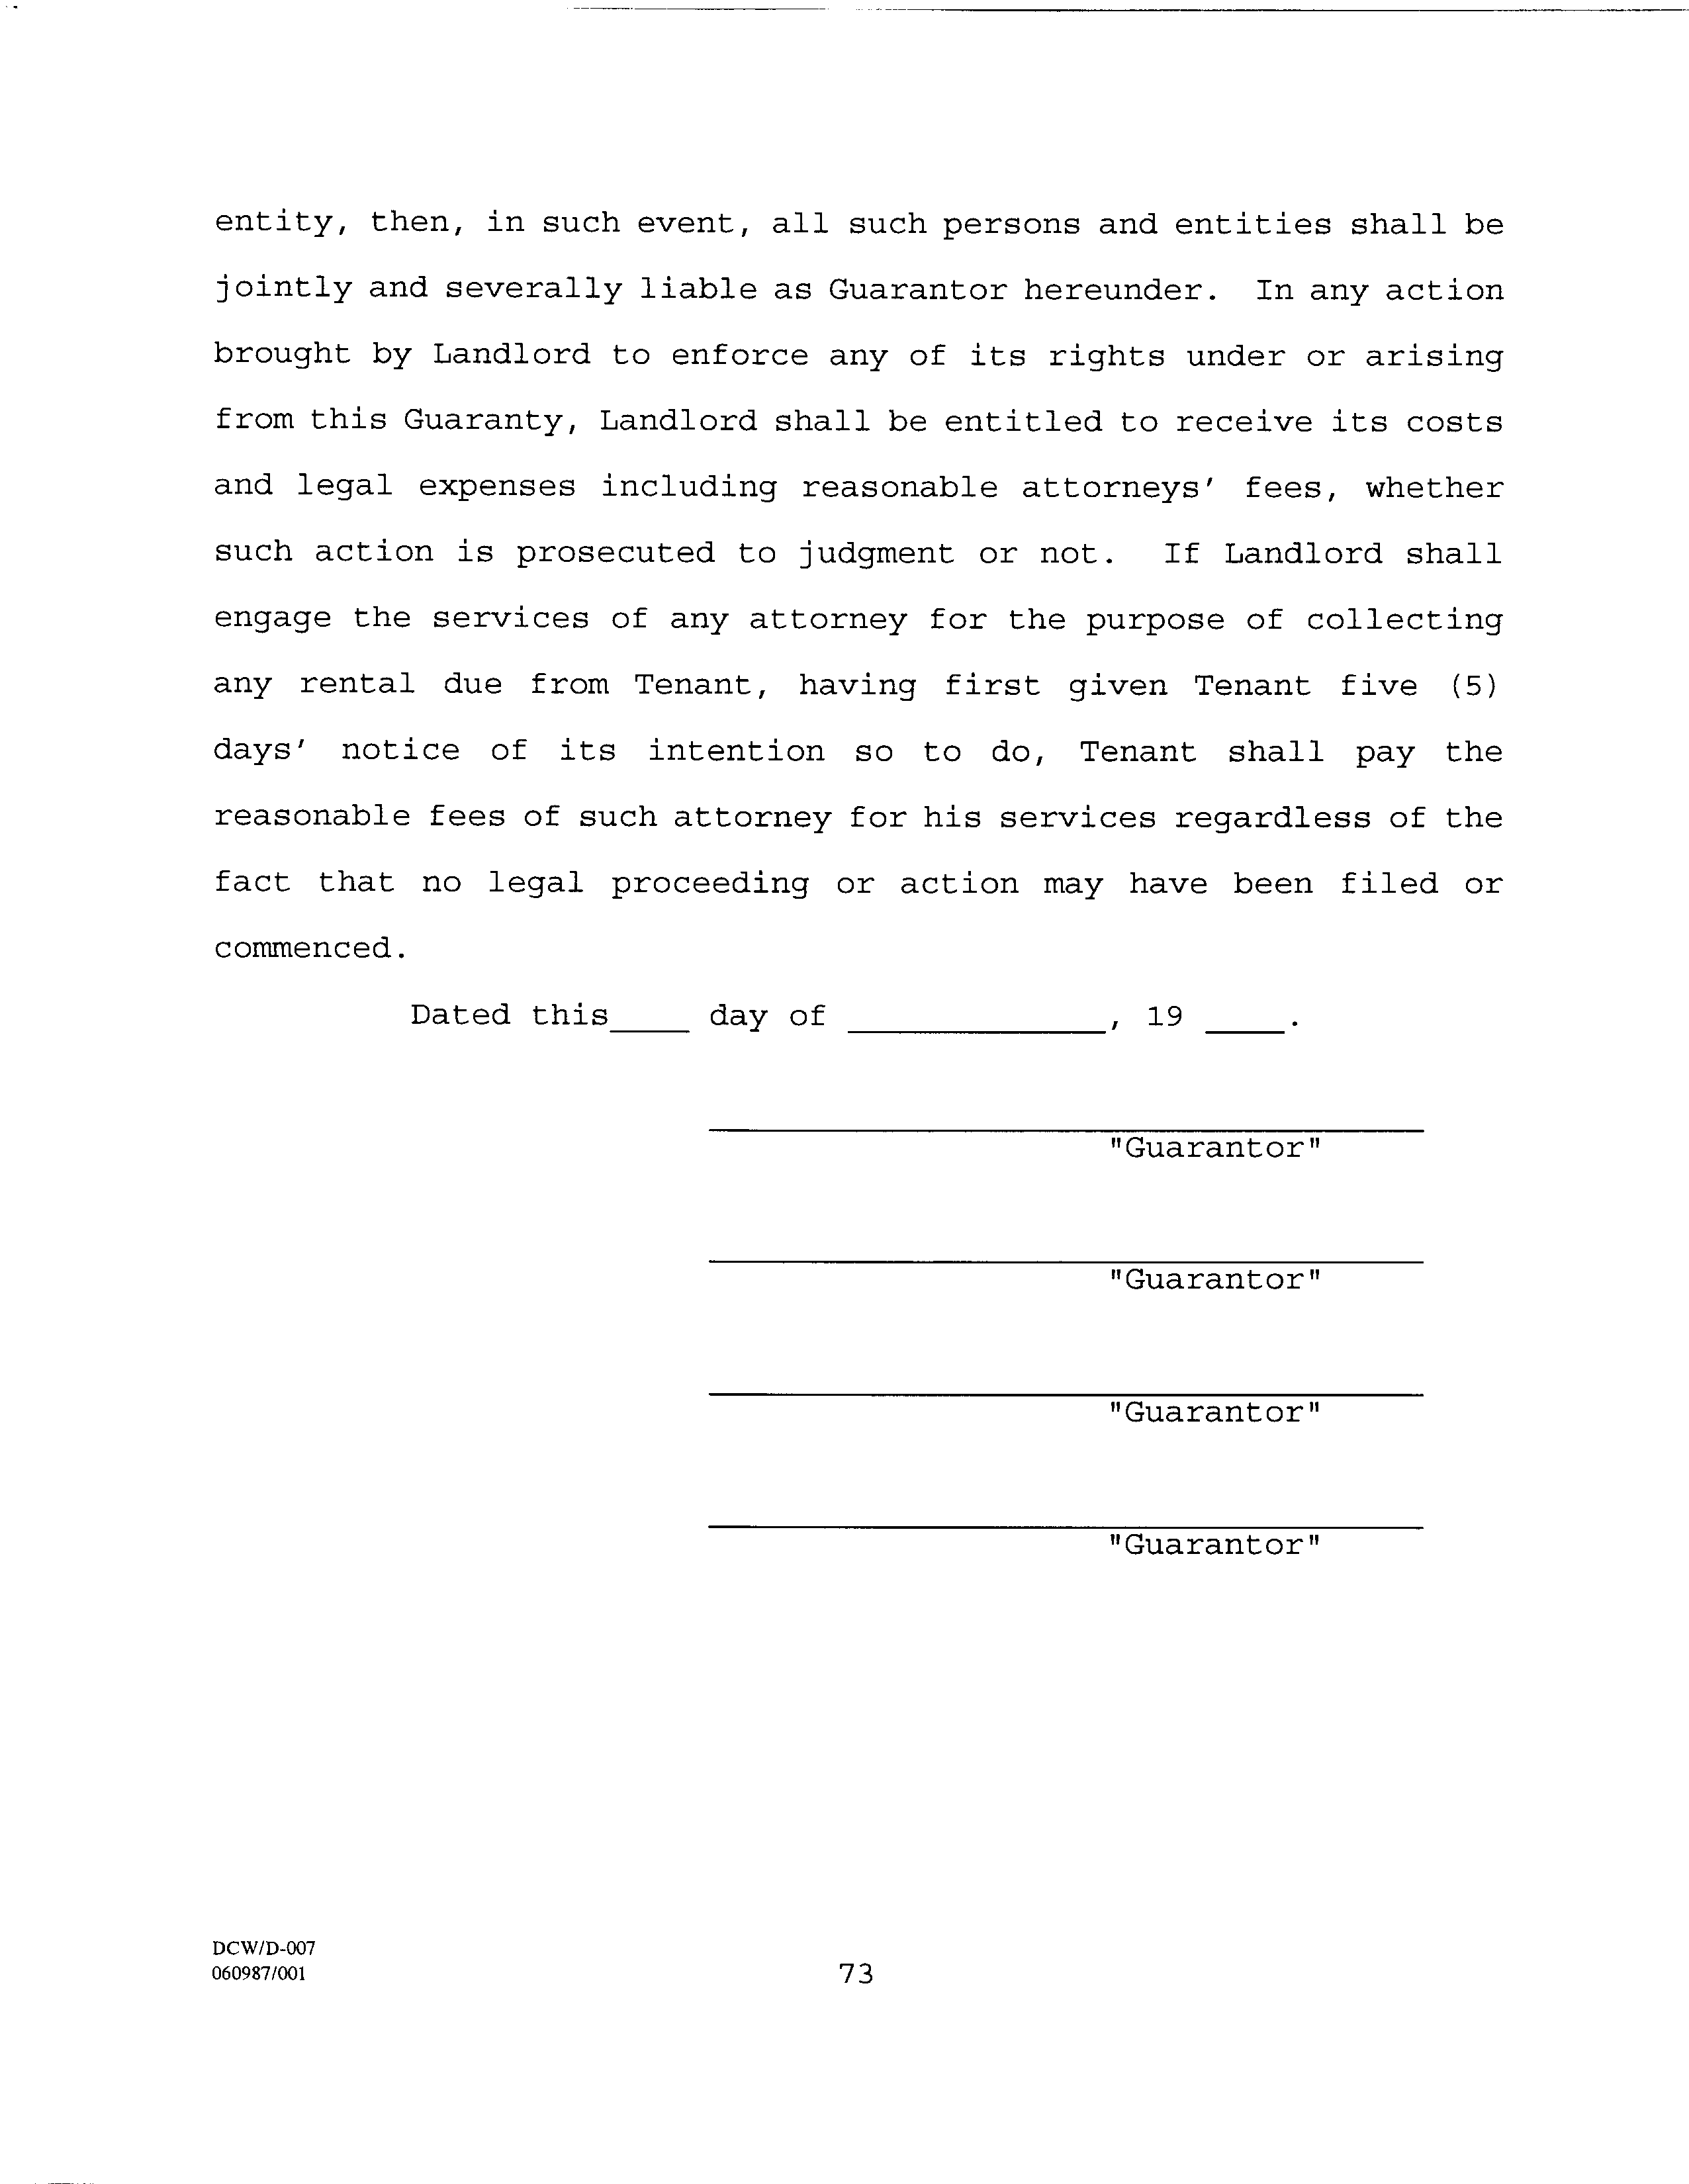 entity, then, in such event, all such persons and entities shall be
jointly and severally liable as Guarantor hereunder. In any action
brought by Landlord to enforce any of its rights under or arising
from this Guaranty, Landlord shall be entitled to receive its costs
and legal expenses including reasonable attorneys' fees, whether
such action is prosecuted to judgment or not. If Landlord shall
engage the services of any attorney for the purpose of collecting
any rental due from Tenant, having first given Tenant five (5)
days' notice of its intention so to do, Tenant shall pay the
reasonable fees of such attorney for his services regardless of the
fact that no legal proceeding or action may have been filed or
commenced.
Dated this____ day of _____________, 19 ____.
"Guarantor"
"Guarantor"
"Guarantor"
"Guarantor"
DCW/D-007
060987/001
73